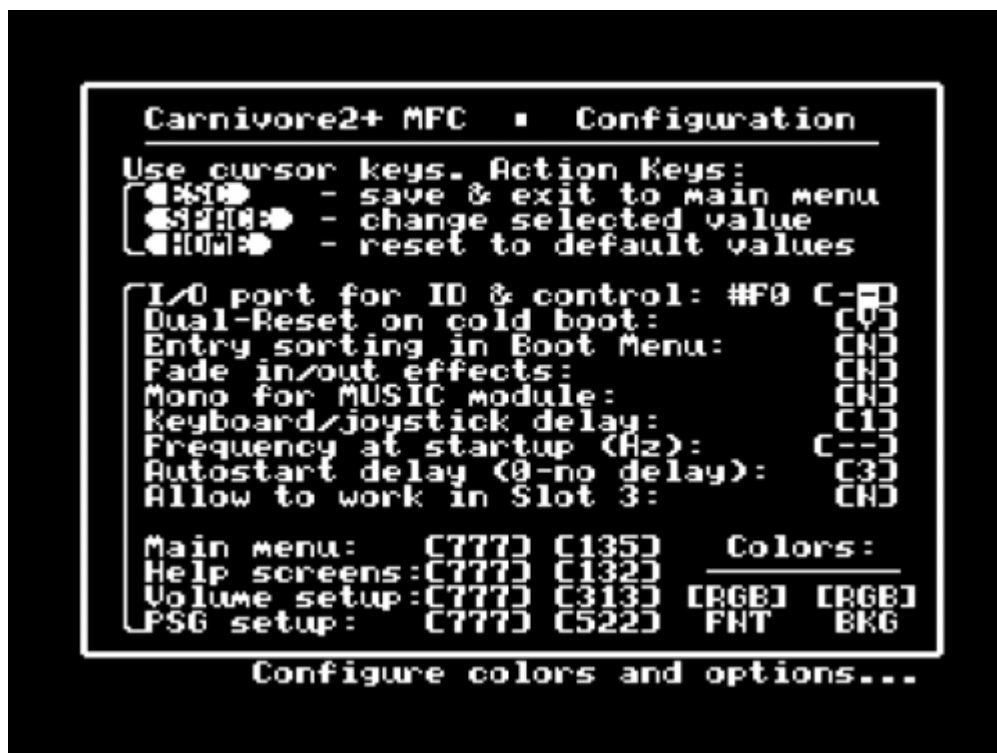 Carnivore2+ MFC ▪ Configuration
Use cursor keys. Action Keys:
ESC - save & exit to main menu
SPACE - change selected value
HOME - reset to default values
I/O port for ID & control: #F0 [--]
Dual-Reset on cold boot: [Y]
Entry sorting in Boot Menu: [N]
Fade in/out effects: [N]
Mono for MUSIC module: [N]
Keyboard/joystick delay: [1]
Frequency at startup (Hz): [--]
Autostart delay (0-no delay): [3]
Allow to work in Slot 3: [N]
Main menu: [777] [135] Colors:
Help screens:[777] [132]
Volume setup:[777] [313] [RGB] [RGB]
PSG setup: [777] [522] FNT BKG
Configure colors and options...